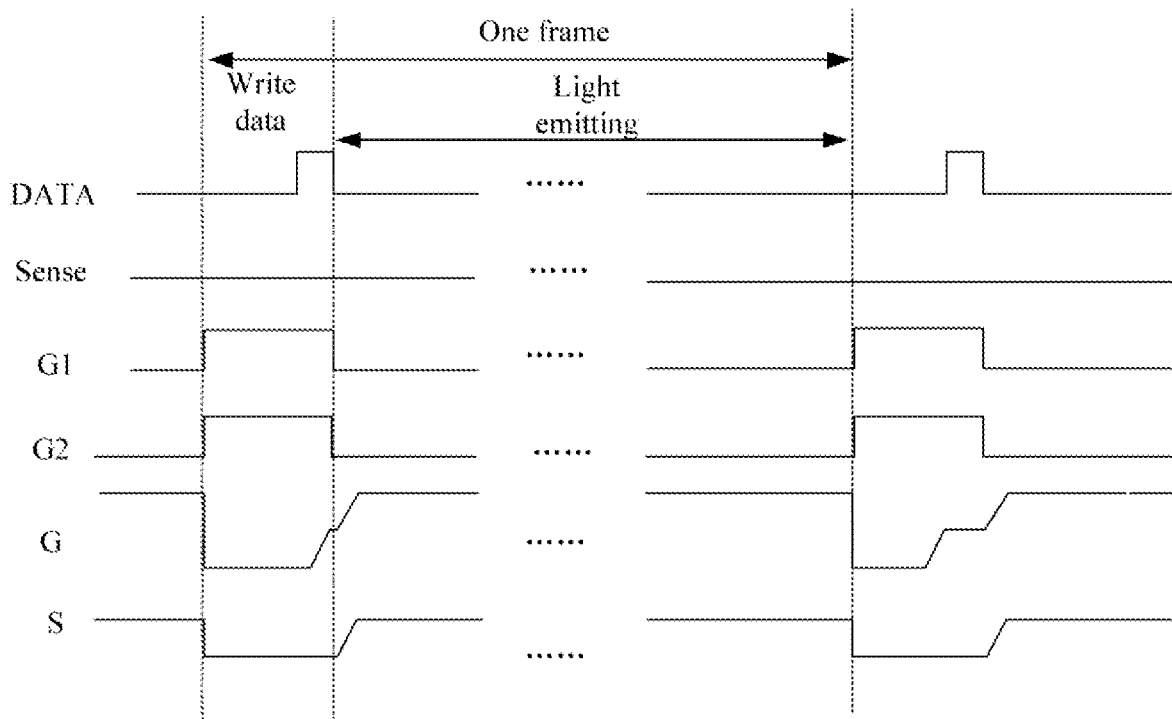 One frame
Write
data
Light
emitting
DATA
......
Sense
......
G1
......
G2
......
G
......
S
......